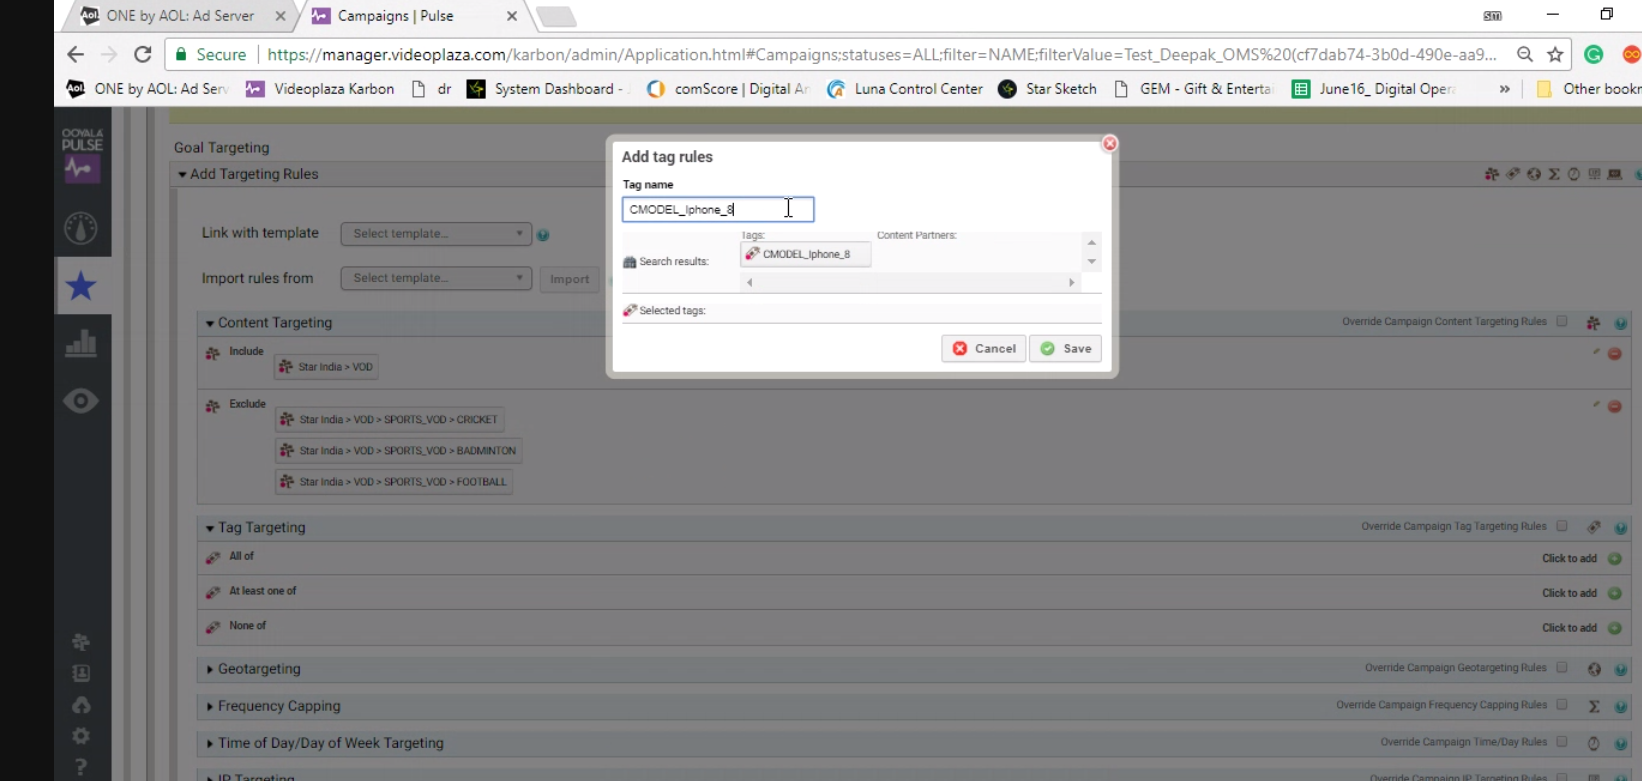 ONE by AOL: Ad Server
Campaigns | Pulse
Secure https://manager.videoplaza.com/karbon/admin/Application.html#Campaigns;statuses=ALL;filter=NAME;filterValue=Test_Deepak_OMS%20(cf7dab74-3b0d-490e-aa9...
Aol. ONE by AOL: Ad Serv Videoplaza Karbon dr System Dashboard - comScore | Digital An Luna Control Center Star Sketch GEM - Gift & Enterta June16_ Digital Oper » Other bookr
OOYALA
PULSE
Goal Targeting
Add Targeting Rules
Link with template Select template...
Import rules from Select template... Import
Add tag rules
Tag name
CMODEL_Iphone_8
Tags: Content Partners:
CMODEL_Iphone_8
Search results:
Selected tags:
Cancel Save
Content Targeting Override Campaign Content Targeting Rules
Include
Star India > VOD
Exclude
Star India > VOD > SPORTS_VOD > CRICKET
Star India > VOD > SPORTS_VOD > BADMINTON
Star India > VOD > SPORTS_VOD > FOOTBALL
Tag Targeting Override Campaign Tag Targeting Rules
All of Click to add
At least one of Click to add
None of Click to add
Geotargeting Override Campaign Geotargeting Rules
Frequency Capping Override Campaign Frequency Capping Rules
Time of Day/Day of Week Targeting Override Campaign Time/Day Rules
IP Targeting Override Campaign IP Targeting Rules